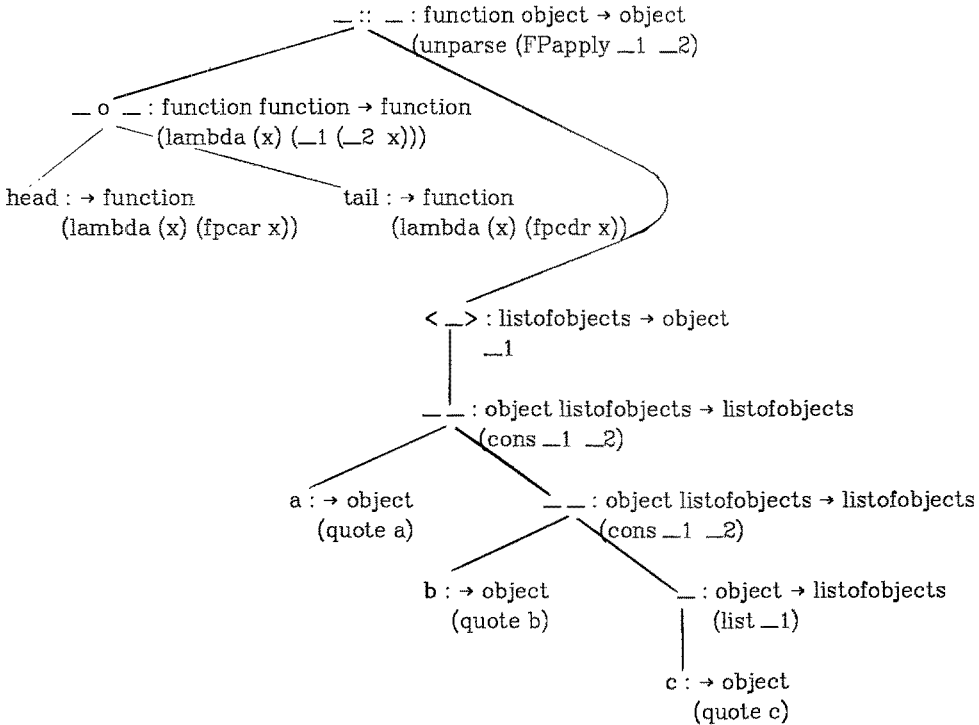 _ :: _ : function object → object
(unparse (FPapply _1 _2)
_ o _ : function function → function
(lambda (x) (_1 (_2 x)))
head : → function
(lambda (x) (fpcar x))
tail : → function
(lambda (x) (fpcdr x))
< _> : listofobjects → object
_1
_ _ : object listofobjects → listofobjects
(cons _1 _2)
a : → object
(quote a)
_ _ : object listofobjects → listofobjects
(cons _1 _2)
b : → object
(quote b)
_ : object → listofobjects
(list _1)
c : → object
(quote c)